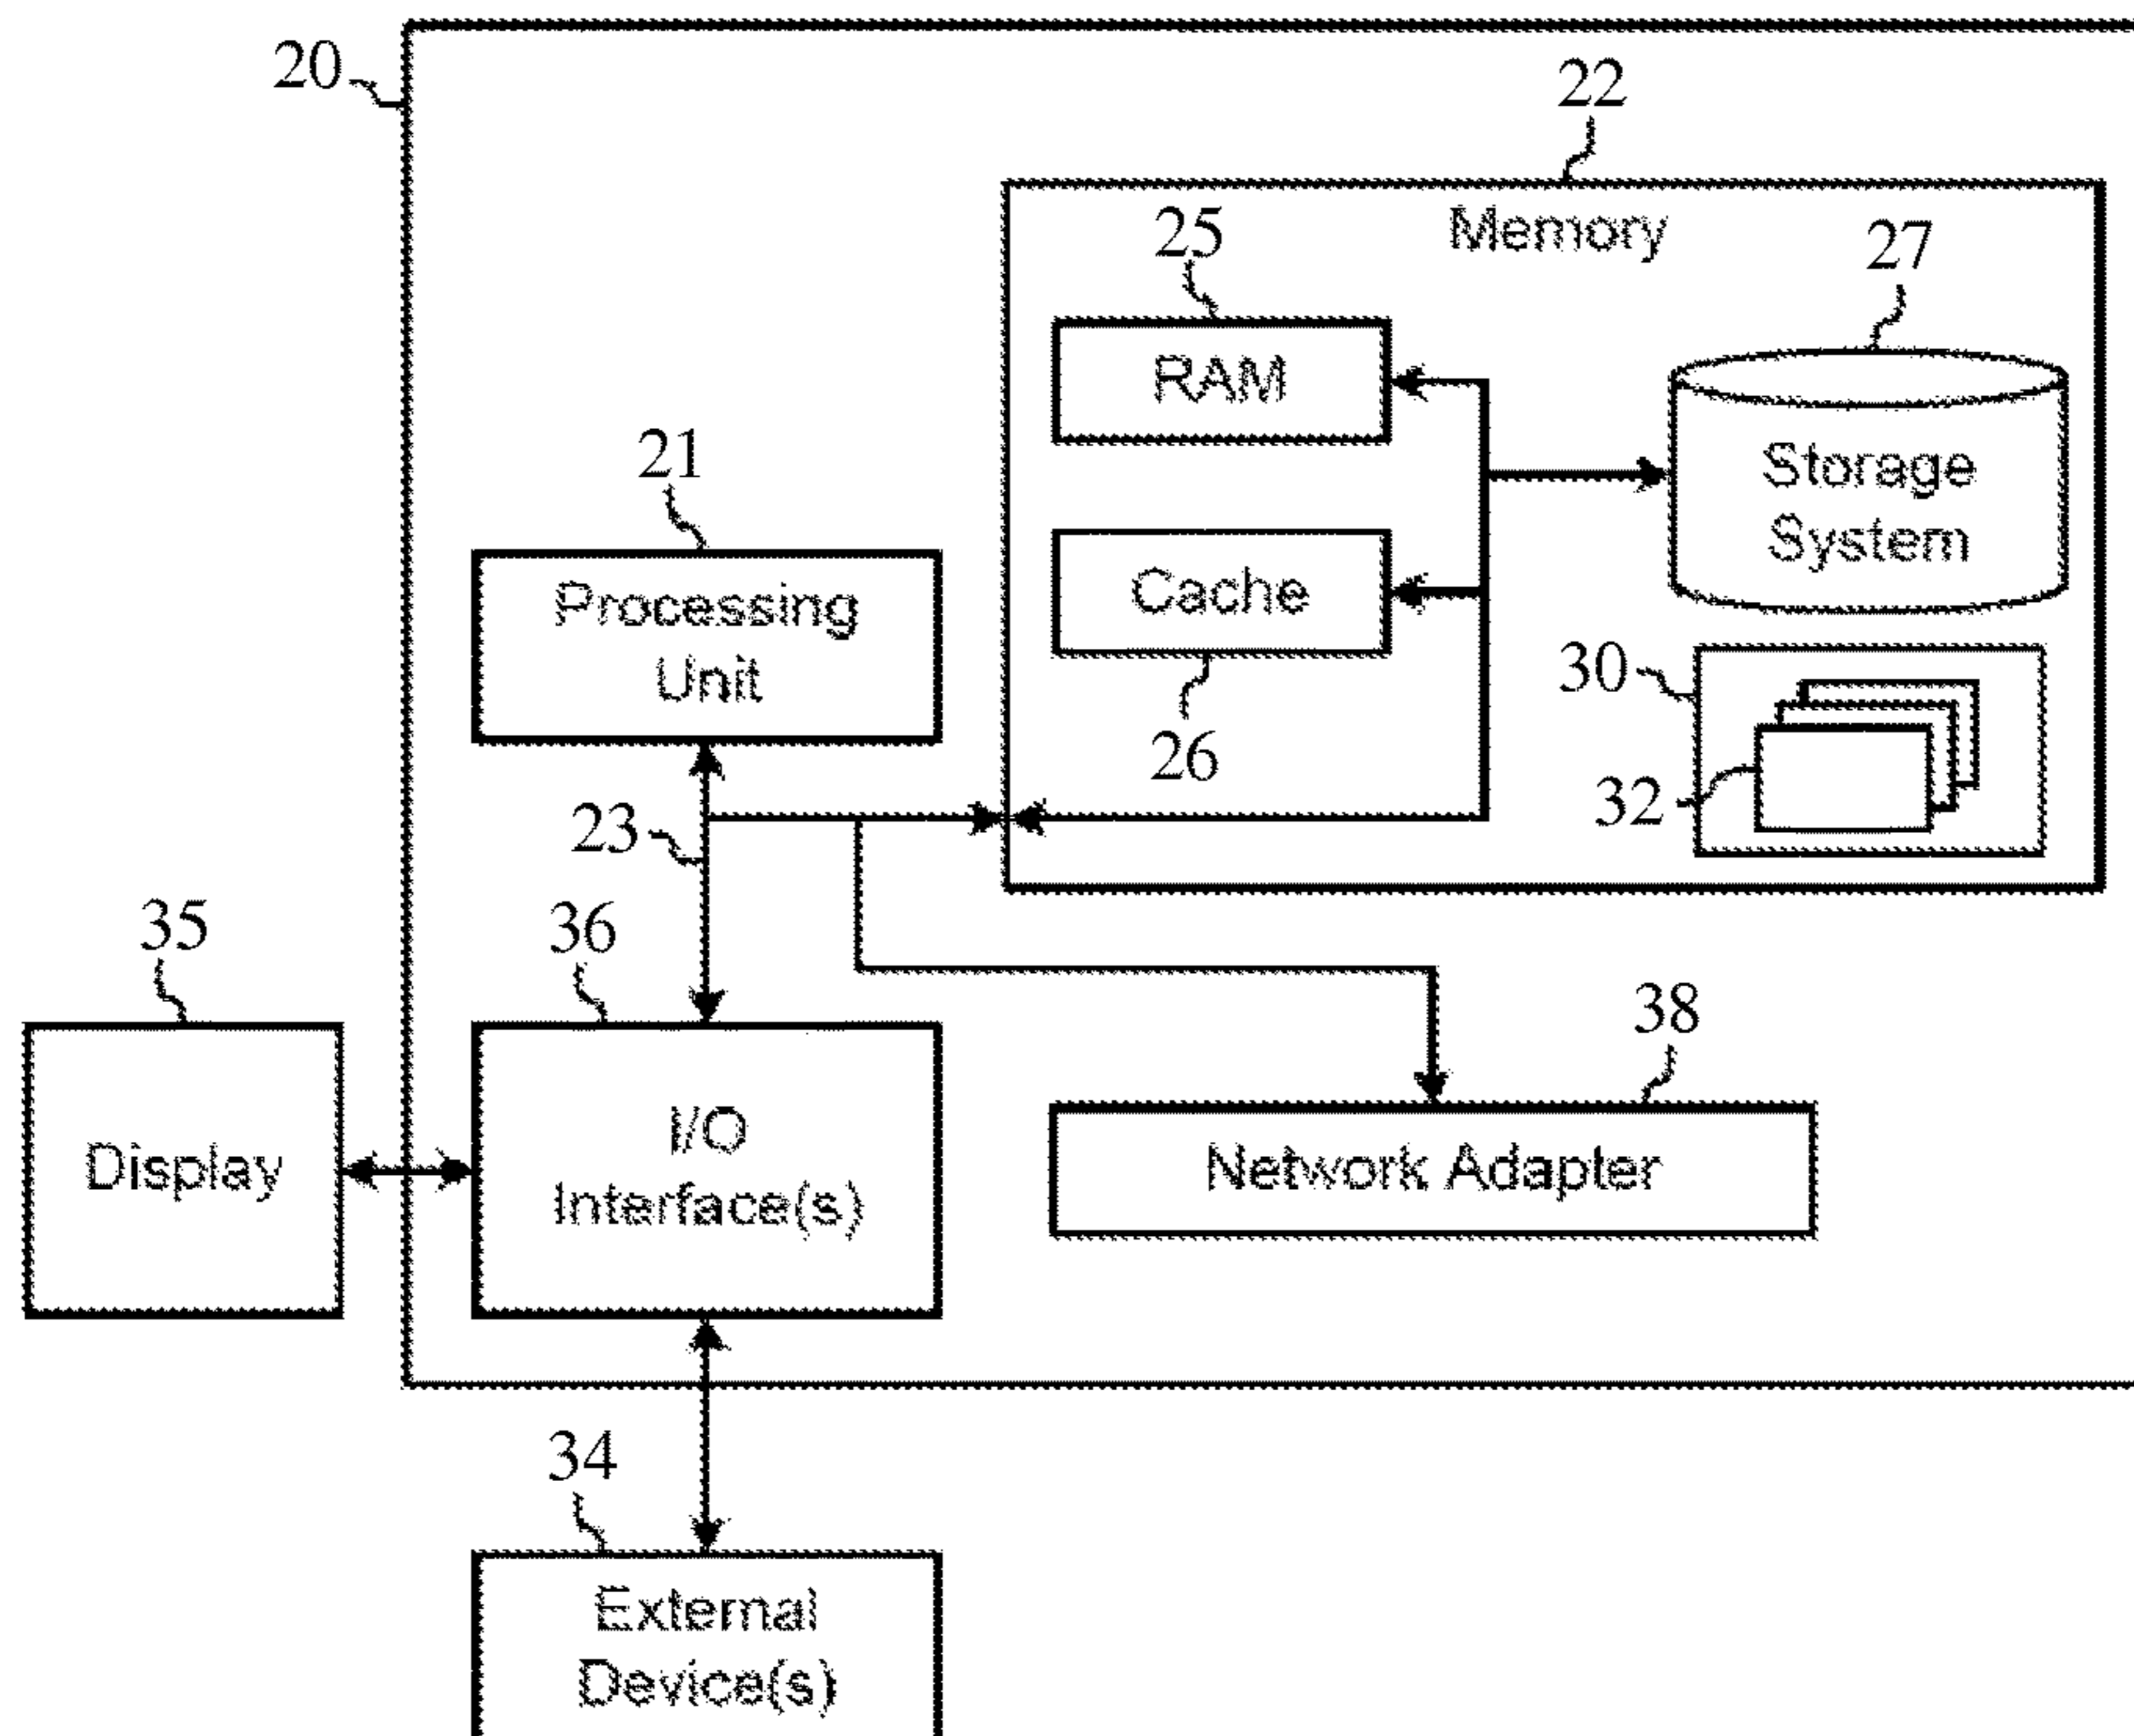 20
22
Memory
25
27
RAM
Storage
System
21
Processing
Unit
Cache
26
30
32
23
35
36
38
Display
I/O
Interface(s)
Network Adapter
34
External
Device(s)